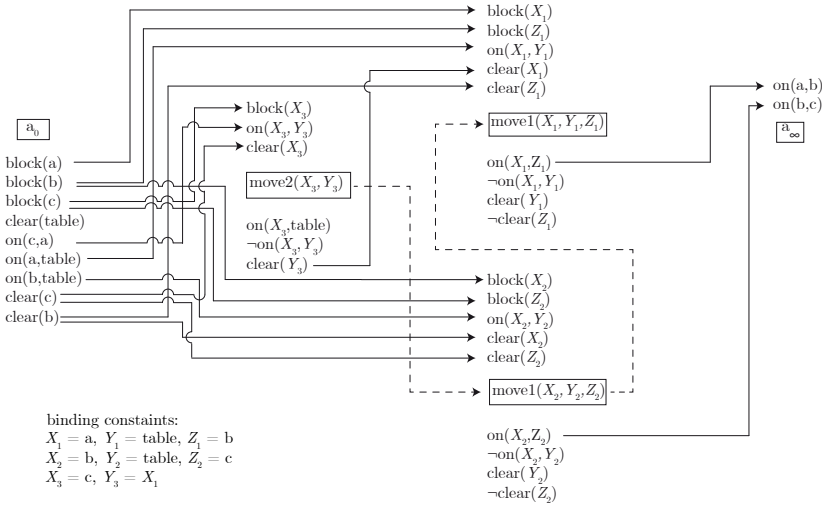 a₀
block(a)
block(b)
block(c)
clear(table)
on(c,a)
on(a,table)
on(b,table)
clear(c)
clear(b)
block(X₃)
on(X₃,Y₃)
clear(X₃)
move2(X₃,Y₃)
on(X₃,table)
¬on(X₃,Y₃)
clear(Y₃)
block(X₁)
block(Z₁)
on(X₁,Y₁)
clear(X₁)
clear(Z₁)
move1(X₁,Y₁,Z₁)
on(X₁,Z₁)
¬on(X₁,Y₁)
clear(Y₁)
¬clear(Z₁)
block(X₂)
block(Z₂)
on(X₂,Y₂)
clear(X₂)
clear(Z₂)
move1(X₂,Y₂,Z₂)
on(X₂,Z₂)
¬on(X₂,Y₂)
clear(Y₂)
¬clear(Z₂)
on(a,b)
on(b,c)
a∞
binding constaints:
X₁ = a, Y₁ = table, Z₁ = b
X₂ = b, Y₂ = table, Z₂ = c
X₃ = c, Y₃ = X₁